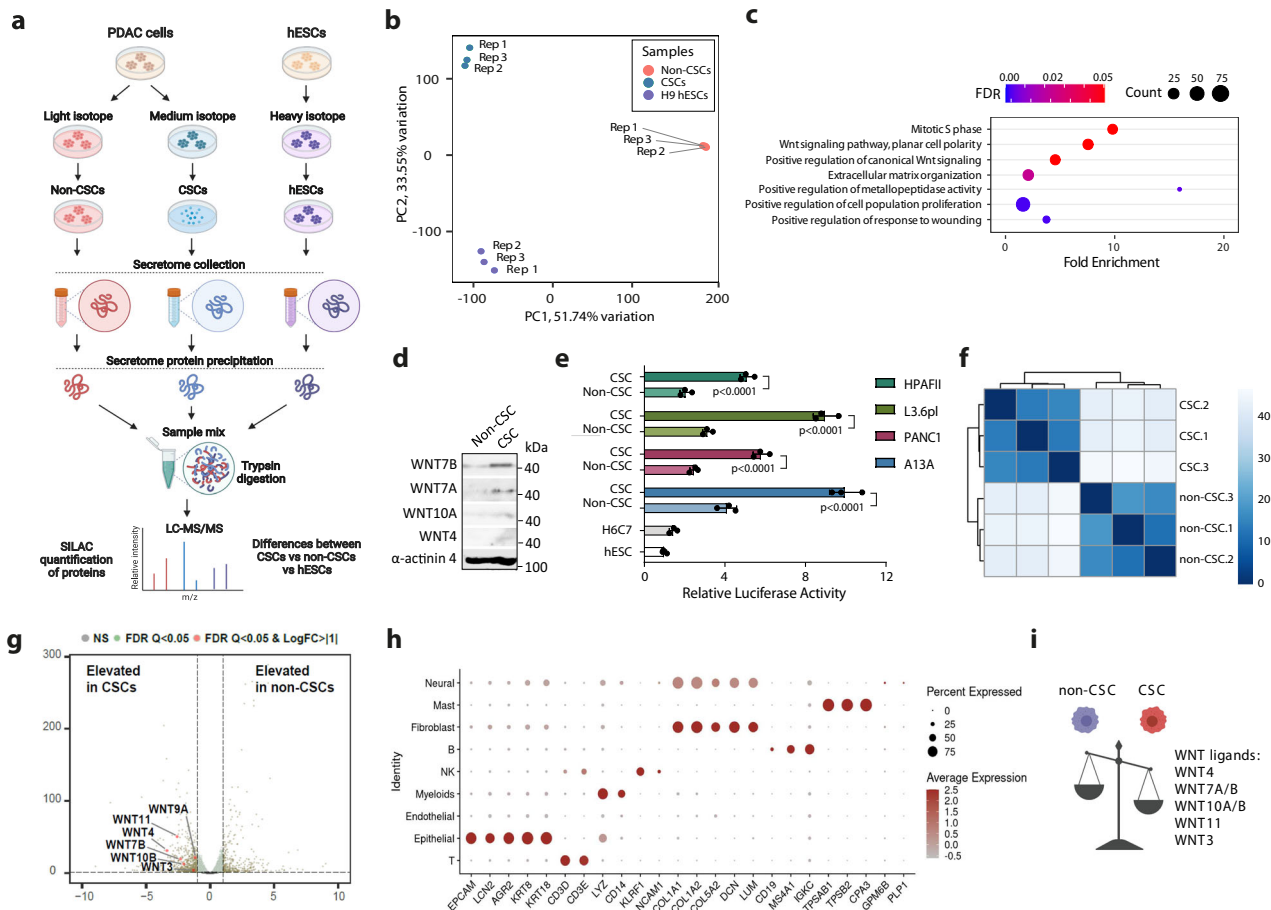 a
PDAC cells
hESCs
Light isotope
Medium isotope
Heavy isotope
Non-CSCs
CSCs
hESCs
Secretome collection
Secretome protein precipitation
Sample mix
Trypsin
digestion
LC-MS/MS
SILAC
quantification
of proteins
Relative intensity
m/z
Differences between
CSCs vs non-CSCs
vs hESCs
b
Rep 1
Rep 3
Rep 2
Samples
Non-CSCs
CSCs
H9 hESCs
Rep 1
Rep 3
Rep 2
Rep 2
Rep 3
Rep 1
100
0
-100
PC2, 33.55% variation
-100
0
100
200
PC1, 51.74% variation
c
0.00
0.02
0.05
FDR
25 50 75
Count
Mitotic S phase
Wnt signaling pathway, planar cell polarity
Positive regulation of canonical Wnt signaling
Extracellular matrix organization
Positive regulation of metallopeptidase activity
Positive regulation of cell population proliferation
Positive regulation of response to wounding
0
10
20
Fold Enrichment
d
Non-CSC
CSC
kDa
WNT7B
40
WNT7A
40
WNT10A
40
WNT4
40
α-actinin 4
100
e
CSC
Non-CSC
p<0.0001
CSC
Non-CSC
p<0.0001
CSC
Non-CSC
p<0.0001
CSC
Non-CSC
p<0.0001
H6C7
hESC
0
4
8
12
Relative Luciferase Activity
HPAFII
L3.6pl
PANC1
A13A
f
CSC.2
CSC.1
CSC.3
non-CSC.3
non-CSC.1
non-CSC.2
40
30
20
10
0
g
NS
FDR Q<0.05
FDR Q<0.05 & LogFC>|1|
300
200
100
0
Elevated
in CSCs
Elevated
in non-CSCs
WNT9A
WNT11
WNT4
WNT7B
WNT10B
WNT3
−10
−5
0
5
10
h
Identity
Neural
Mast
Fibroblast
B
NK
Myeloids
Endothelial
Epithelial
T
EPCAM
LCN2
AGR2
KRT8
KRT18
CD3D
CD3E
LYZ
CD14
KLRF1
NCAM1
COL1A1
COL1A2
COL5A2
DCN
LUM
CD19
MS4A1
IGKC
TPSAB1
TPSB2
CPA3
GPM6B
PLP1
Percent Expressed
0
25
50
75
Average Expression
2.5
2.0
1.5
1.0
0.5
0.0
-0.5
i
non-CSC
CSC
WNT ligands:
WNT4
WNT7A/B
WNT10A/B
WNT11
WNT3